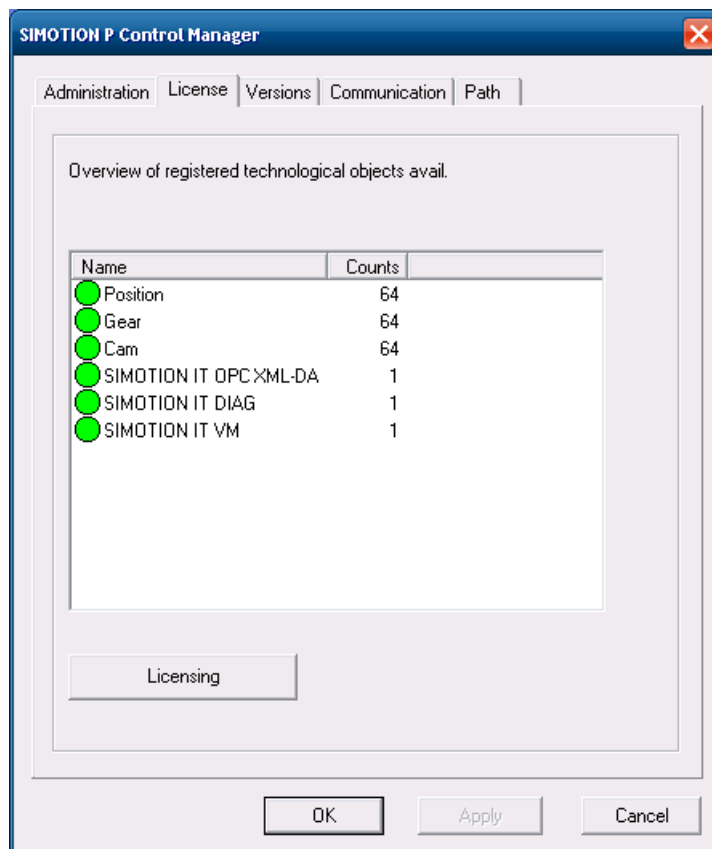 SIMOTION P Control Manager
Administration License Versions Communication Path
Overview of registered technological objects avail.
Name Counts
Position 64
Gear 64
Cam 64
SIMOTION IT OPC XML-DA 1
SIMOTION IT DIAG 1
SIMOTION IT VM 1
Licensing
OK Apply Cancel